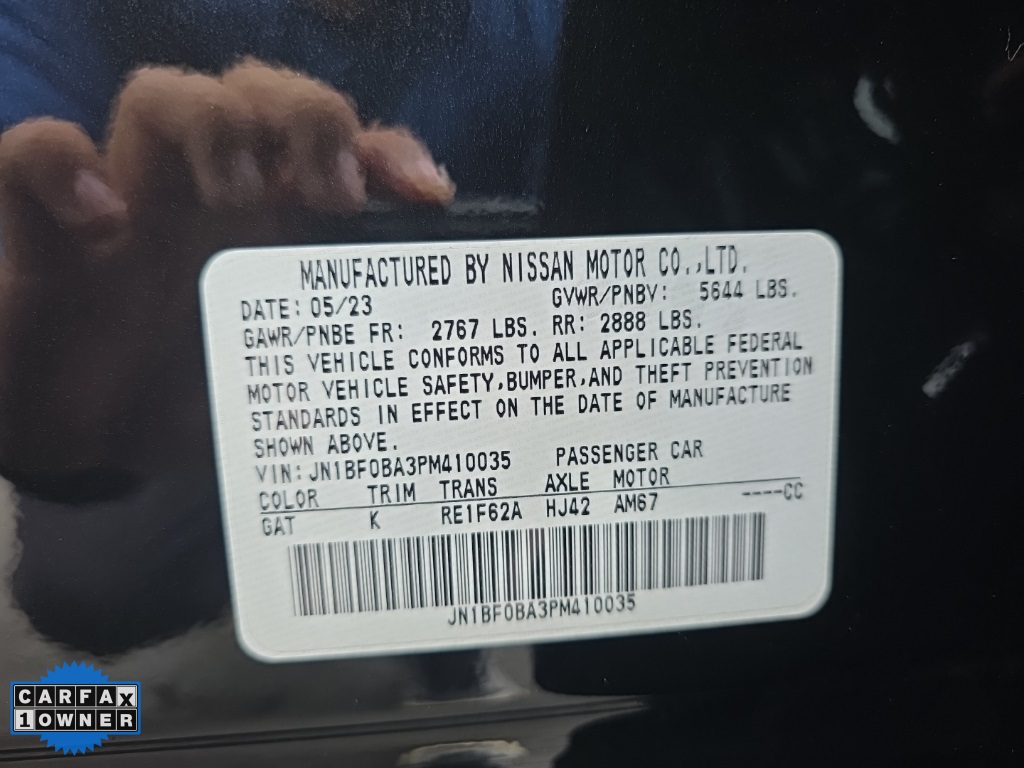 MANUFACTURED BY NISSAN MOTOR CO.,LTD.
DATE: 05/23 GVWR/PNBV: 5644 LBS.
GAWR/PNBE FR: 2767 LBS. RR: 2888 LBS.
THIS VEHICLE CONFORMS TO ALL APPLICABLE FEDERAL
MOTOR VEHICLE SAFETY,BUMPER,AND THEFT PREVENTION
STANDARDS IN EFFECT ON THE DATE OF MANUFACTURE
SHOWN ABOVE.
VIN: JN1BF0BA3PM410035 PASSENGER CAR
COLOR TRIM TRANS AXLE MOTOR
GAT K RE1F62A HJ42 AM67 ----CC
JN1BF0BA3PM410035
CARFAX
1 OWNER